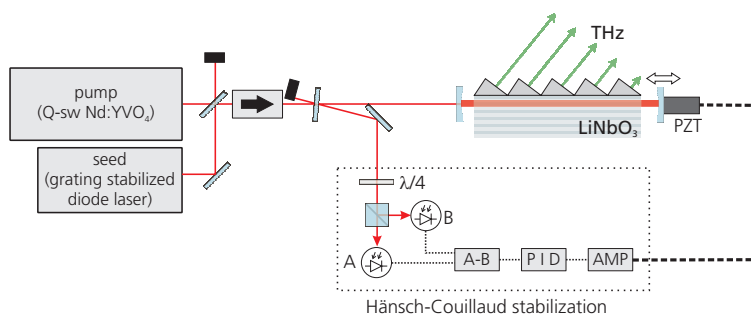 pump
(Q-sw Nd:YVO₄)
seed
(grating stabilized
diode laser)
THz
LiNbO₃
PZT
λ/4
B
A
A-B
P I D
AMP
Hänsch-Couillaud stabilization